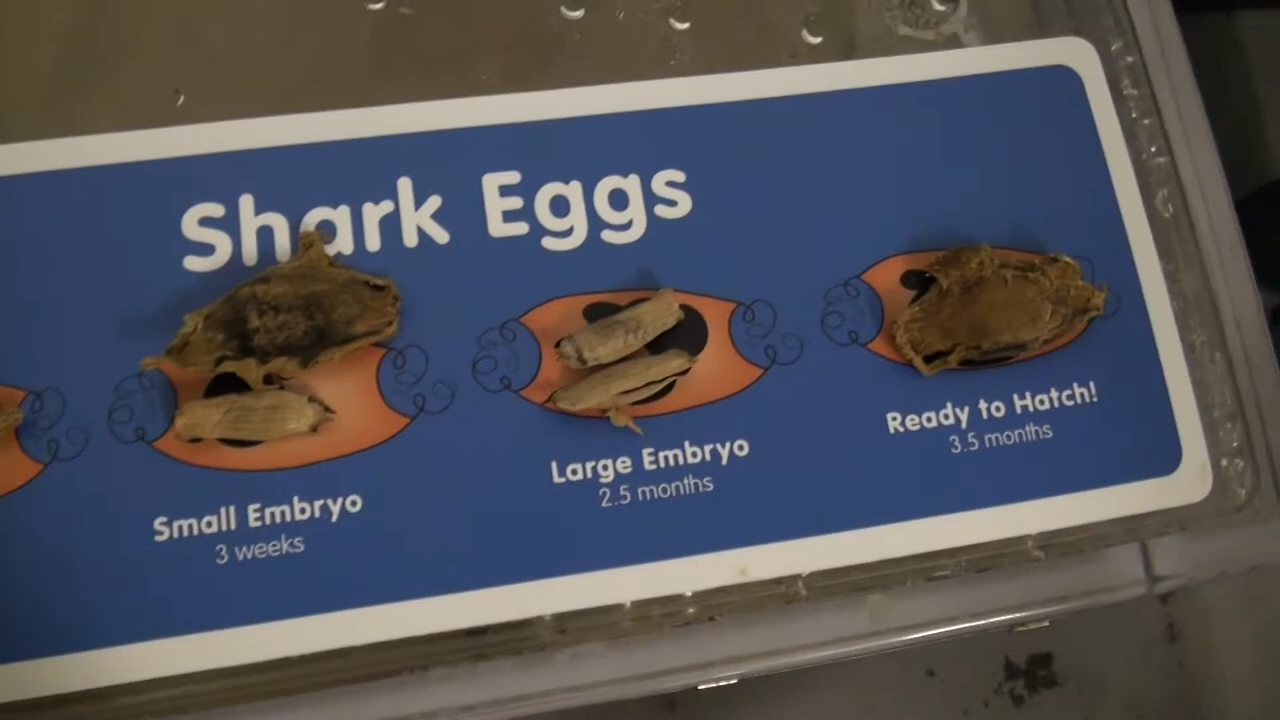 Shark Eggs
Small Embryo
3 weeks
Large Embryo
2.5 months
Ready to Hatch!
3.5 months